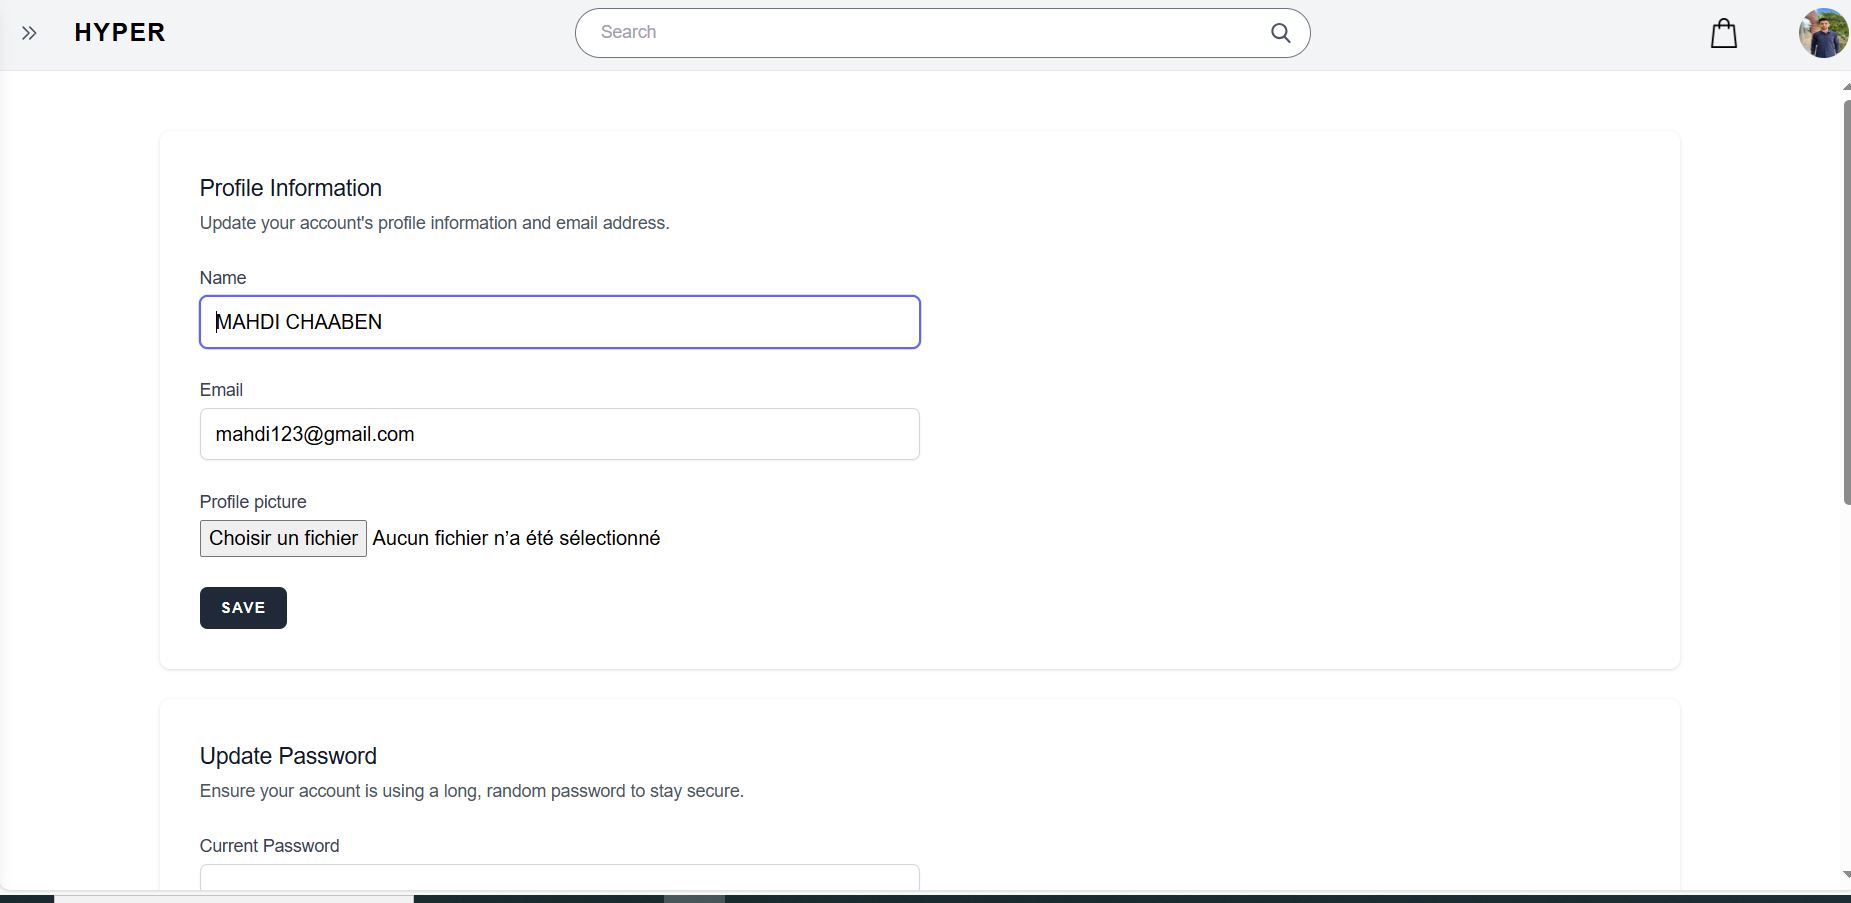 HYPER
Search
Profile Information
Update your account's profile information and email address.
Name
MAHDI CHAABEN
Email
mahdi123@gmail.com
Profile picture
Choisir un fichier Aucun fichier n’a été sélectionné
SAVE
Update Password
Ensure your account is using a long, random password to stay secure.
Current Password